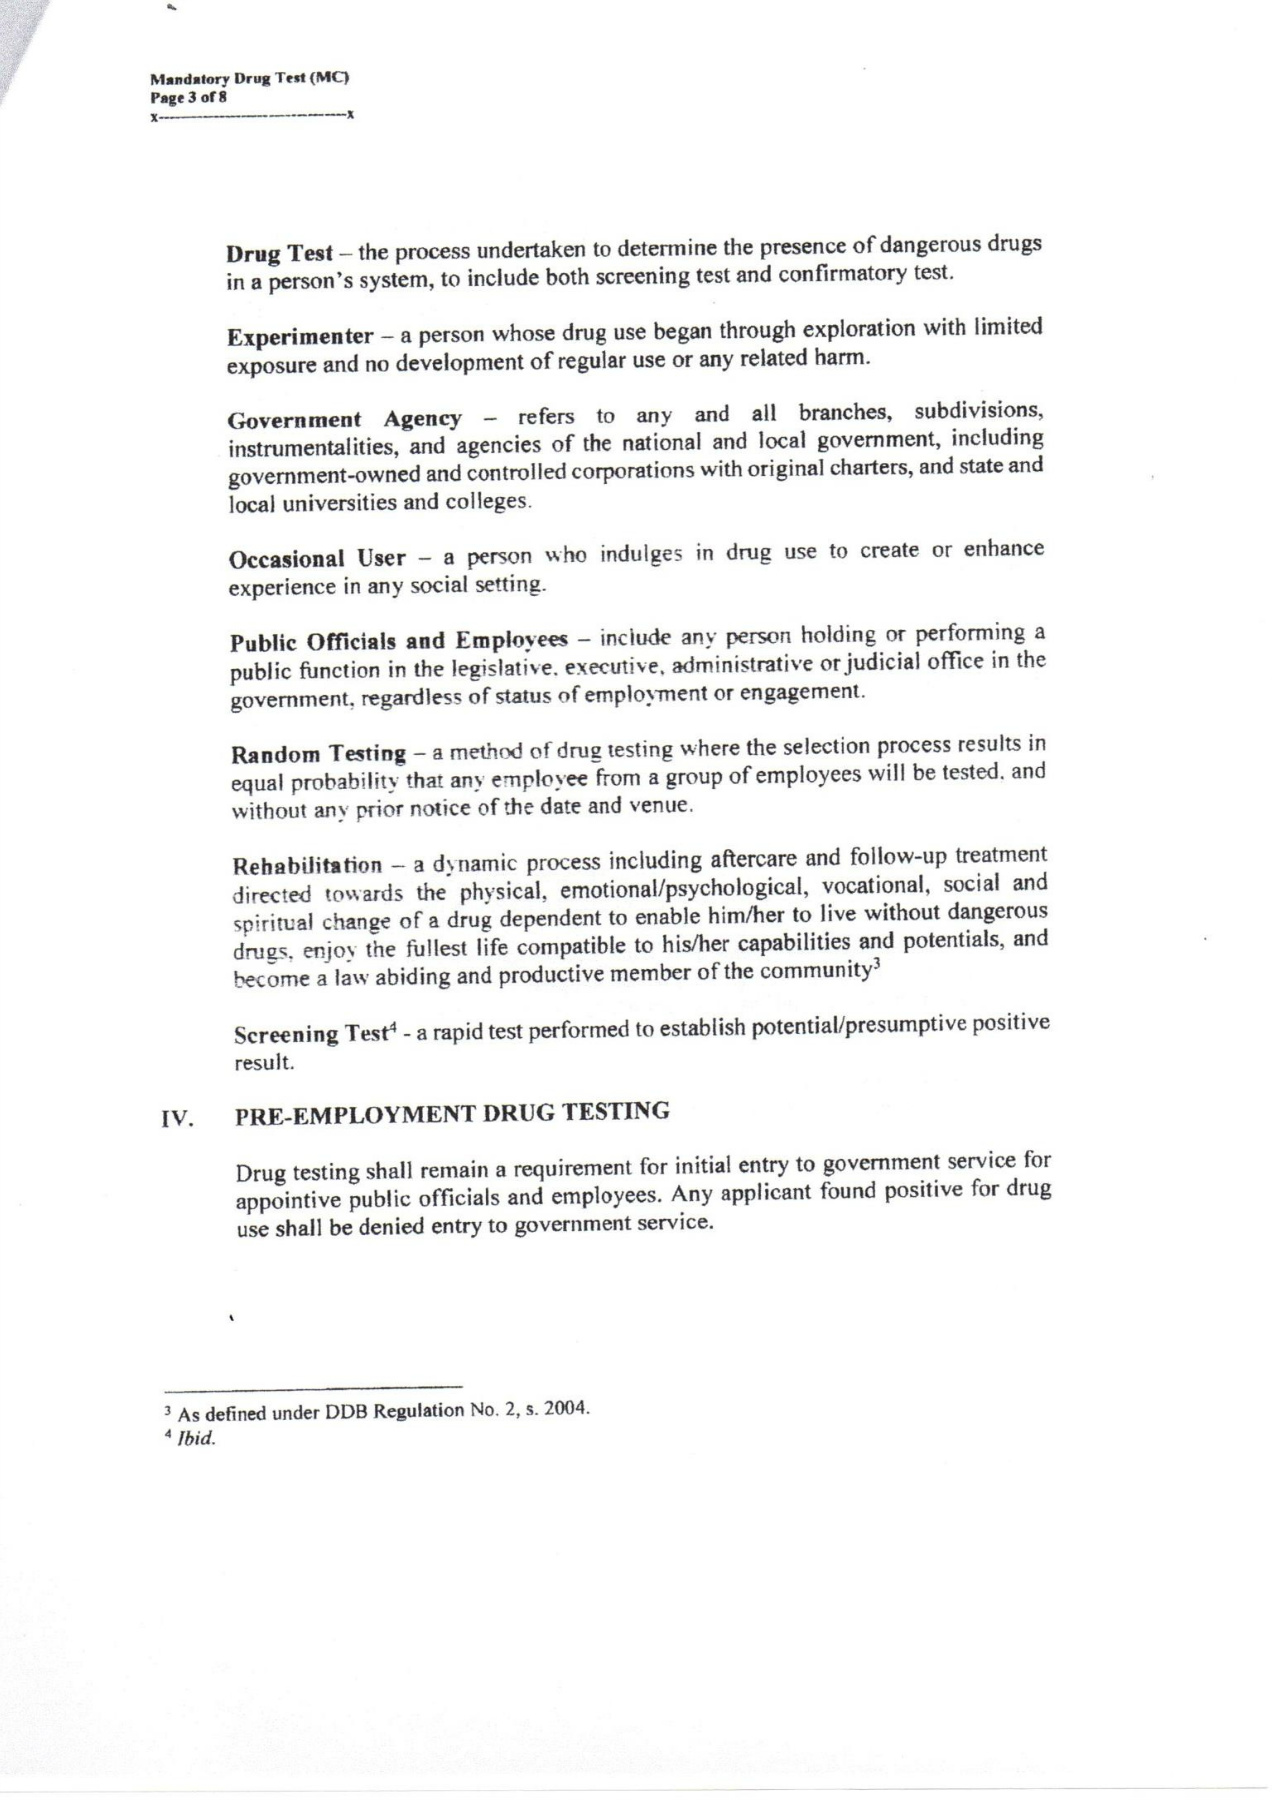 Mandatory Drug Test (MC)
Page 3 of 8
x---------------------------x
Drug Test – the process undertaken to determine the presence of dangerous drugs
in a person's system, to include both screening test and confirmatory test.
Experimenter – a person whose drug use began through exploration with limited
exposure and no development of regular use or any related harm.
Government Agency – refers to any and all branches, subdivisions,
instrumentalities, and agencies of the national and local government, including
government-owned and controlled corporations with original charters, and state and
local universities and colleges.
Occasional User – a person who indulges in drug use to create or enhance
experience in any social setting.
Public Officials and Employees – include any person holding or performing a
public function in the legislative, executive, administrative or judicial office in the
government, regardless of status of employment or engagement.
Random Testing – a method of drug testing where the selection process results in
equal probability that any employee from a group of employees will be tested, and
without any prior notice of the date and venue.
Rehabilitation – a dynamic process including aftercare and follow-up treatment
directed towards the physical, emotional/psychological, vocational, social and
spiritual change of a drug dependent to enable him/her to live without dangerous
drugs, enjoy the fullest life compatible to his/her capabilities and potentials, and
become a law abiding and productive member of the community³
Screening Test⁴ - a rapid test performed to establish potential/presumptive positive
result.
IV. PRE-EMPLOYMENT DRUG TESTING
Drug testing shall remain a requirement for initial entry to government service for
appointive public officials and employees. Any applicant found positive for drug
use shall be denied entry to government service.
³ As defined under DDB Regulation No. 2, s. 2004.
⁴ Ibid.